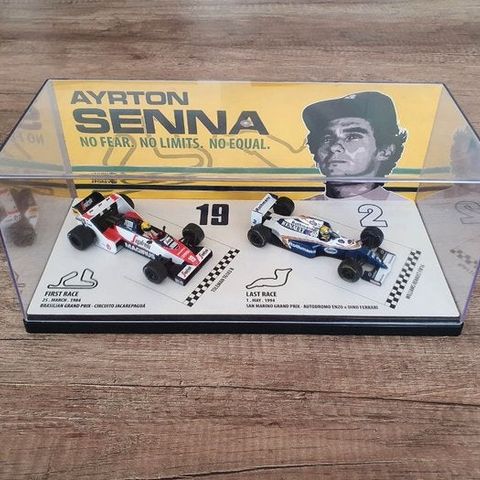 AYRTON
SENNA
NO FEAR. NO LIMITS. NO EQUAL.
19
2
FIRST RACE
25 . MARCH . 1984
BRASILIAN GRAND PRIX - CIRCUITO JACAREPAGUÁ
LAST RACE
1 . MAY . 1994
SAN MARINO GRAND PRIX - AUTODROMO ENZO e DINO FERRARI